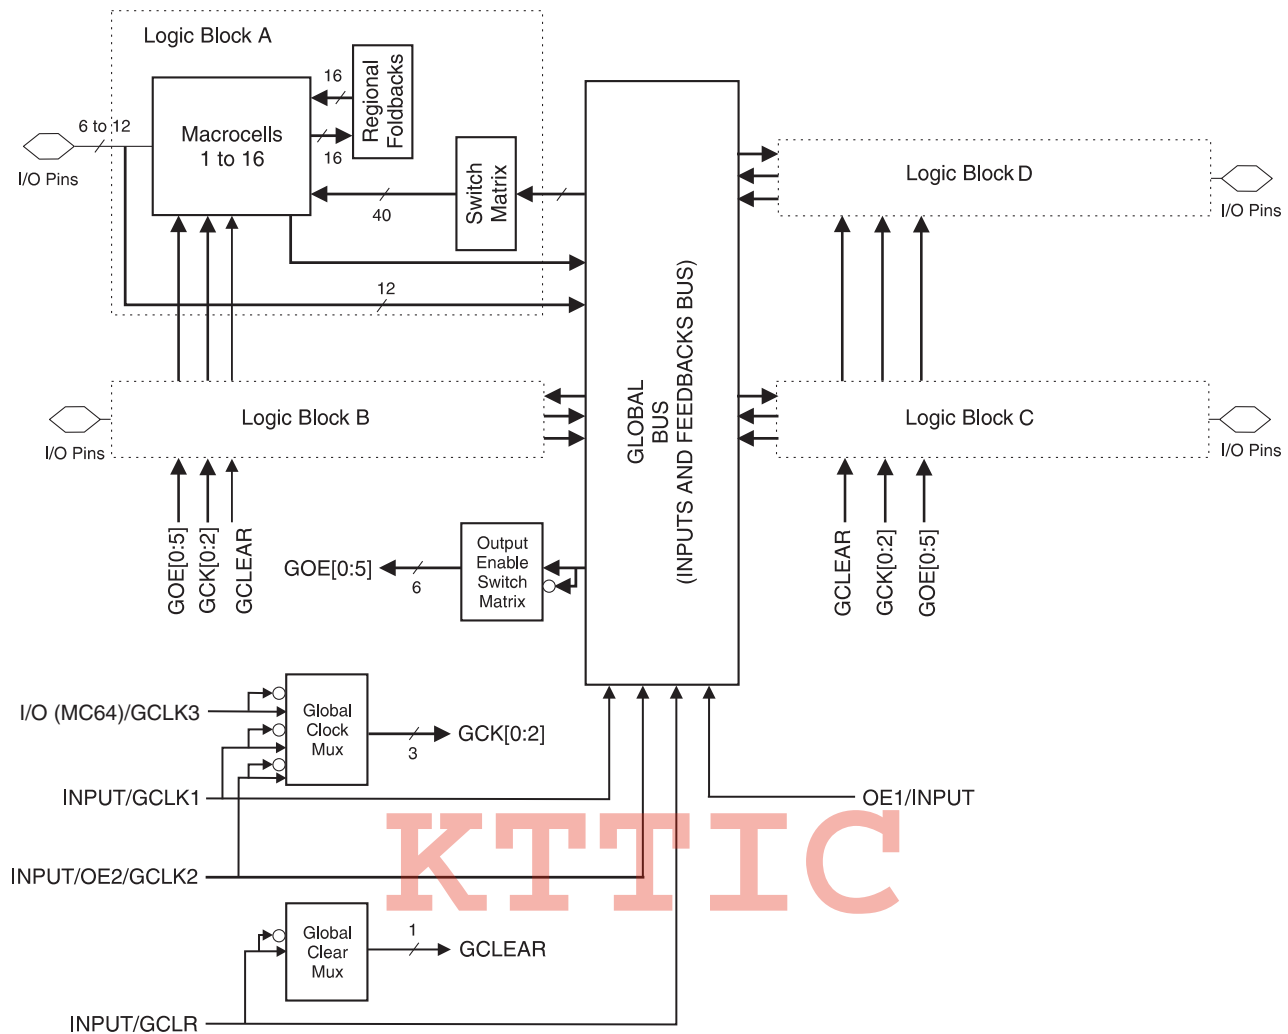 Logic Block A
16
Regional
Foldbacks
6 to 12
Macrocells
1 to 16
16
I/O Pins
Switch
Matrix
40
12
Logic Block D
I/O Pins
GLOBAL
BUS
(INPUTS AND FEEDBACKS BUS)
Logic Block B
I/O Pins
Logic Block C
I/O Pins
GOE[0:5]
GCK[0:2]
GCLEAR
GCLEAR
GCK[0:2]
GOE[0:5]
GOE[0:5]
6
Output
Enable
Switch
Matrix
I/O (MC64)/GCLK3
Global
Clock
Mux
3
GCK[0:2]
INPUT/GCLK1
OE1/INPUT
KTTIC
INPUT/OE2/GCLK2
Global
Clear
Mux
1
GCLEAR
INPUT/GCLR